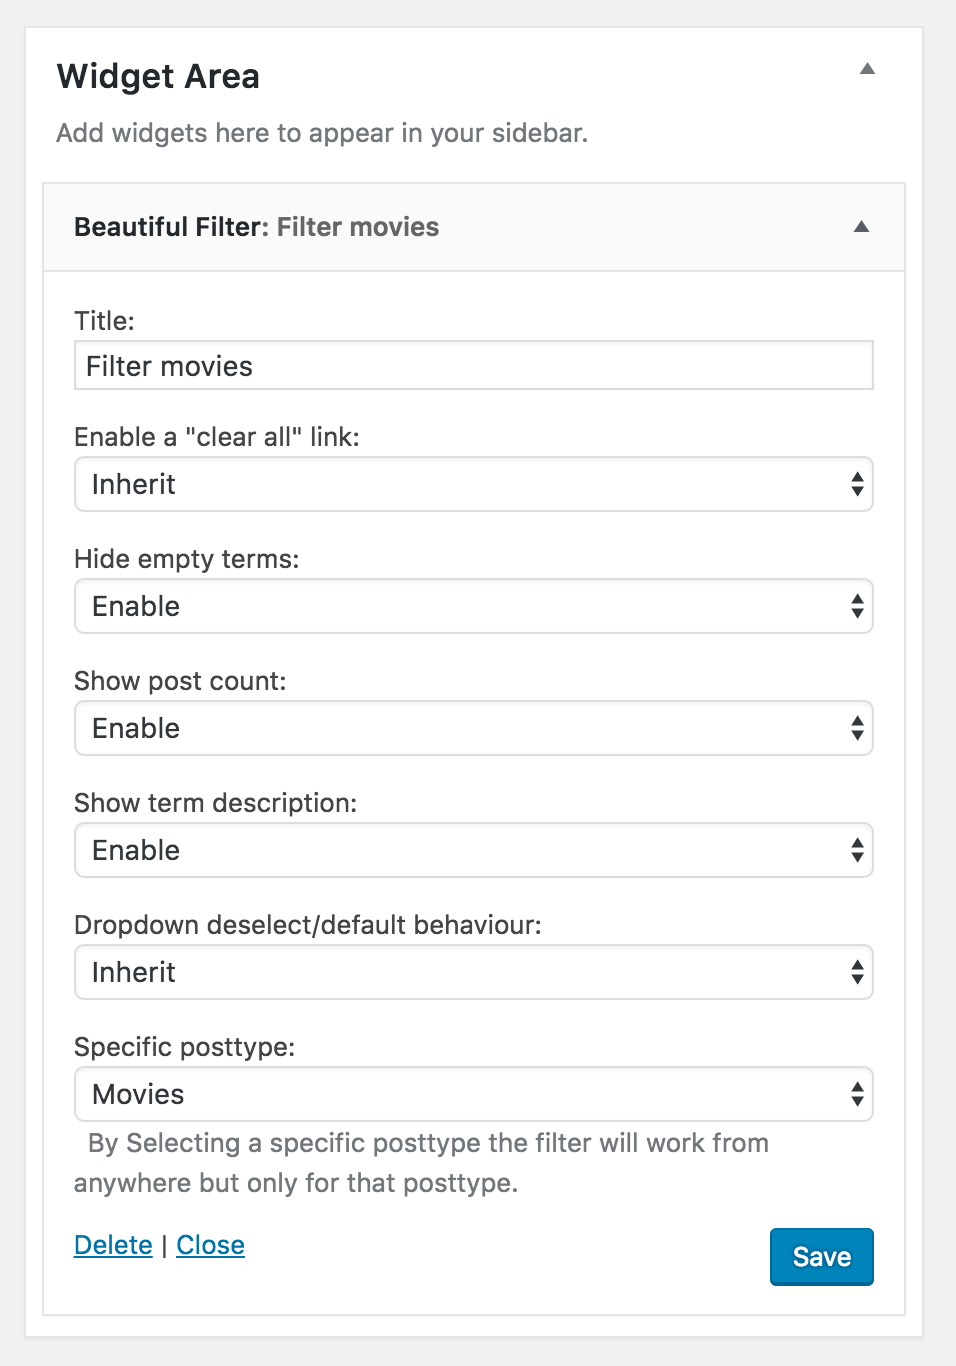 Widget Area
Add widgets here to appear in your sidebar.
Beautiful Filter: Filter movies
Title:
Filter movies
Enable a "clear all" link:
Inherit
Hide empty terms:
Enable
Show post count:
Enable
Show term description:
Enable
Dropdown deselect/default behaviour:
Inherit
Specific posttype:
Movies
By Selecting a specific posttype the filter will work from
anywhere but only for that posttype.
Delete | Close
Save